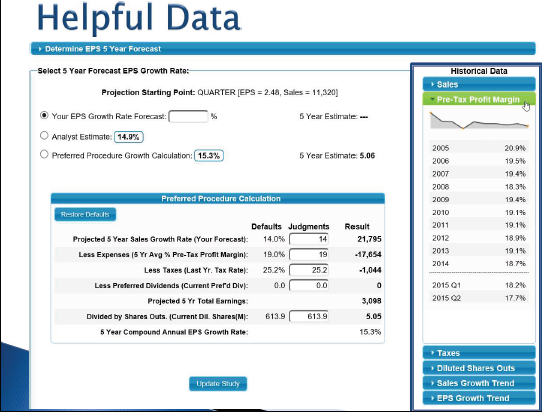 Helpful Data
Determine EPS 5 Year Forecast
Select 5 Year Forecast EPS Growth Rate:
Projection Starting Point: QUARTER [EPS = 2.48, Sales = 11,320]
Your EPS Growth Rate Forecast: % 5 Year Estimate: ---
Analyst Estimate: 14.9%
Preferred Procedure Growth Calculation: 15.3% 5 Year Estimate: 5.06
Preferred Procedure Calculation
Restore Defaults
Defaults Judgments Result
Projected 5 Year Sales Growth Rate (Your Forecast): 14.0% 14 21,795
Less Expenses (5 Yr Avg % Pre-Tax Profit Margin): 19.0% 19 -17,654
Less Taxes (Last Yr. Tax Rate): 25.2% 25.2 -1,044
Less Preferred Dividends (Current Pref'd Div): 0.0 0.0 0
Projected 5 Yr Total Earnings: 3,098
Divided by Shares Outs. (Current Dil. Shares(M): 613.9 613.9 5.05
5 Year Compound Annual EPS Growth Rate: 15.3%
Update Study
Historical Data
Sales
Pre-Tax Profit Margin
2005 20.9%
2006 19.5%
2007 19.4%
2008 18.3%
2009 19.4%
2010 19.1%
2011 19.1%
2012 18.9%
2013 19.1%
2014 18.7%
2015 Q1 18.2%
2015 Q2 17.7%
Taxes
Diluted Shares Outs
Sales Growth Trend
EPS Growth Trend